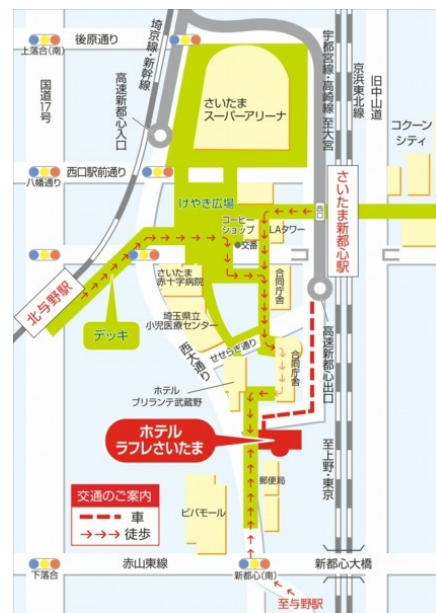 後原通り
上落合(南)
国道17号
埼京線・新幹線
高速新都心入口
さいたま
スーパーアリーナ
宇都宮線・高崎線 至大宮
京浜東北線
旧中山道
コクーン
シティ
西口駅前通り
八幡通り
けやき広場
コーヒー
ショップ
●交番
LAタワー
西口
さいたま新都心駅
北与野駅
デッキ
さいたま
赤十字病院
埼玉県立
小児医療センター
合同庁舎
西大通り
せせらぎ通り
合同庁舎
高速新都心出口
ホテル
ブリランテ武蔵野
ホテル
ラフレさいたま
至上野・東京
交通のご案内
車
徒歩
ビバモール
郵便局
赤山東線
下落合
新都心(南)
新都心大橋
至与野駅